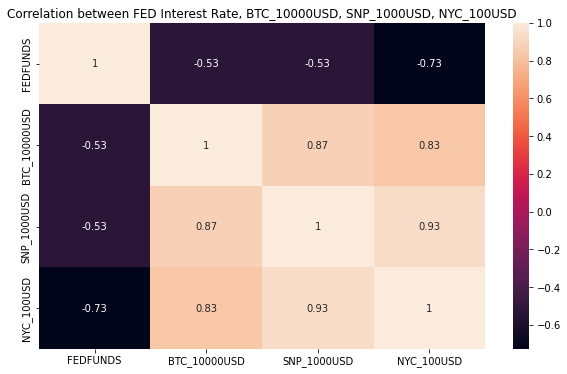 Correlation between FED Interest Rate, BTC_10000USD, SNP_1000USD, NYC_100USD
FEDFUNDS 1 -0.53 -0.53 -0.73
BTC_10000USD -0.53 1 0.87 0.83
SNP_1000USD -0.53 0.87 1 0.93
NYC_100USD -0.73 0.83 0.93 1
FEDFUNDS BTC_10000USD SNP_1000USD NYC_100USD
1.0
0.8
0.6
0.4
0.2
0.0
−0.2
−0.4
−0.6